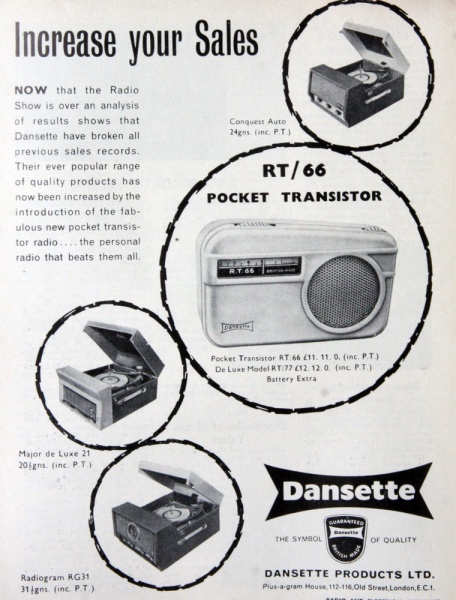 Increase your Sales
NOW that the Radio
Show is over an analysis
of results shows that
Dansette have broken all
previous sales records.
Their ever popular range
of quality products has
now been increased by the
introduction of the fab-
ulous new pocket transis-
tor radio....the personal
radio that beats them all.
Conquest Auto
24gns. (inc. P.T.)
RT/66
POCKET TRANSISTOR
R.T. 66
BRITISH MADE
Dansette
Pocket Transistor RT/66 £11. 11. 0. (inc. P.T.)
De Luxe Model RT/77 £12. 12. 0. (inc. P.T.)
Battery Extra
Major de Luxe 21
20½gns. (inc. P.T.)
Radiogram RG31
31½gns. (inc. P.T.)
Dansette
THE SYMBOL
GUARANTEED
Dansette
BRITISH MADE
OF QUALITY
DANSETTE PRODUCTS LTD.
Plus-a-gram House, 112-116, Old Street, London, E.C.1.